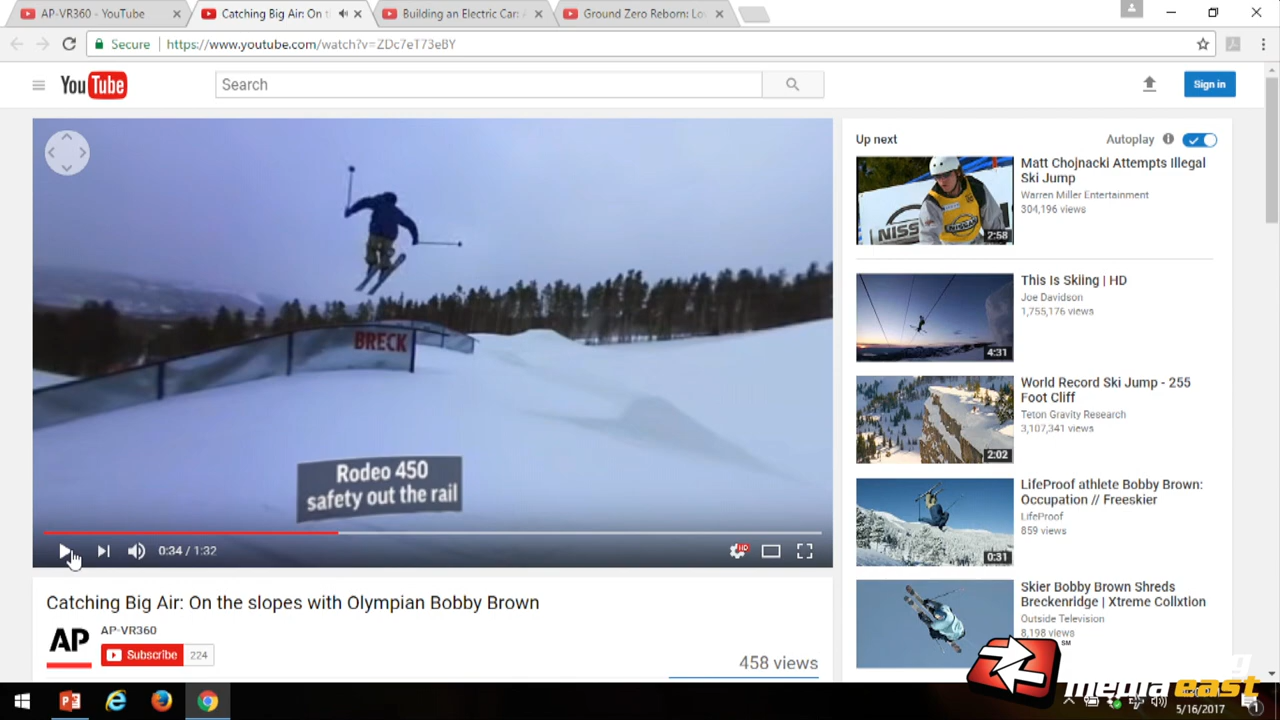 AP-VR360 - YouTube
Catching Big Air: On t
Building an Electric Car:
Ground Zero Reborn: Lo
Secure
https://www.youtube.com/watch?v=ZDc7eT73eBY
YouTube
Search
Sign in
BRECK
Rodeo 450
safety out the rail
0:34 / 1:32
HD
Catching Big Air: On the slopes with Olympian Bobby Brown
AP
AP-VR360
Subscribe
224
458 views
Up next
Autoplay
NISS
NISSAN
2:58
Matt Chojnacki Attempts Illegal
Ski Jump
Warren Miller Entertainment
304,196 views
4:31
This Is Skiing | HD
Joe Davidson
1,755,176 views
2:02
World Record Ski Jump - 255
Foot Cliff
Teton Gravity Research
3,107,341 views
0:31
LifeProof athlete Bobby Brown:
Occupation // Freeskier
LifeProof
859 views
Skier Bobby Brown Shreds
Breckenridge | Xtreme Collxtion
Outside Television
8,198 views
SM
media east
5/16/2017